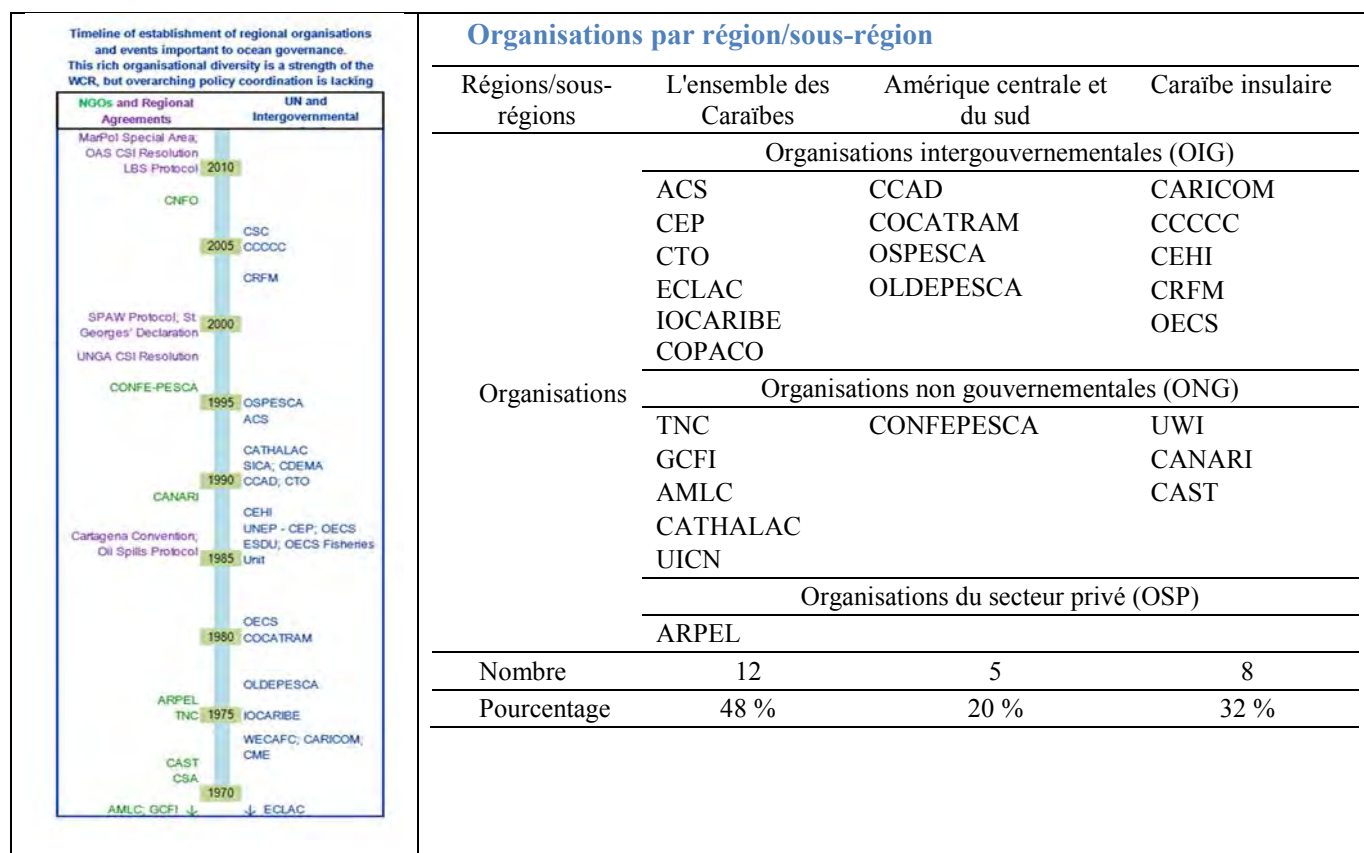 Timeline of establishment of regional organisations
and events important to ocean governance.
This rich organisational diversity is a strength of the
WCR, but overarching policy coordination is lacking
NGOs and Regional
Agreements
UN and
Intergovernmental
MarPol Special Area;
OAS CSI Resolution
LBS Protocol 2010
CNFO
CSC
2005 CCCCC
CRFM
SPAW Protocol; St.
Georges' Declaration
2000
UNGA CSI Resolution
CONFE-PESCA
1995 OSPESCA
ACS
CATHALAC
SICA; CDEMA
1990 CCAD; CTO
CANARI
CEHI
UNEP - CEP; OECS
ESDU; OECS Fisheries
Unit
Cartagena Convention;
Oil Spills Protocol 1985
OECS
1980 COCATRAM
OLDEPESCA
ARPEL
TNC 1975 IOCARIBE
WECAFC; CARICOM;
CME
CAST
CSA
1970
AMLC; GCFI ↓ ↓ ECLAC
Organisations par région/sous-région
Régions/sous-
régions
L'ensemble des
Caraïbes
Amérique centrale et
du sud
Caraïbe insulaire
Organisations
Organisations intergouvernementales (OIG)
ACS CCAD CARICOM
CEP COCATRAM CCCCC
CTO OSPESCA CEHI
ECLAC OLDEPESCA CRFM
IOCARIBE OECS
COPACO
Organisations non gouvernementales (ONG)
TNC CONFEPESCA UWI
GCFI CANARI
AMLC CAST
CATHALAC
UICN
Organisations du secteur privé (OSP)
ARPEL
Nombre 12 5 8
Pourcentage 48 % 20 % 32 %